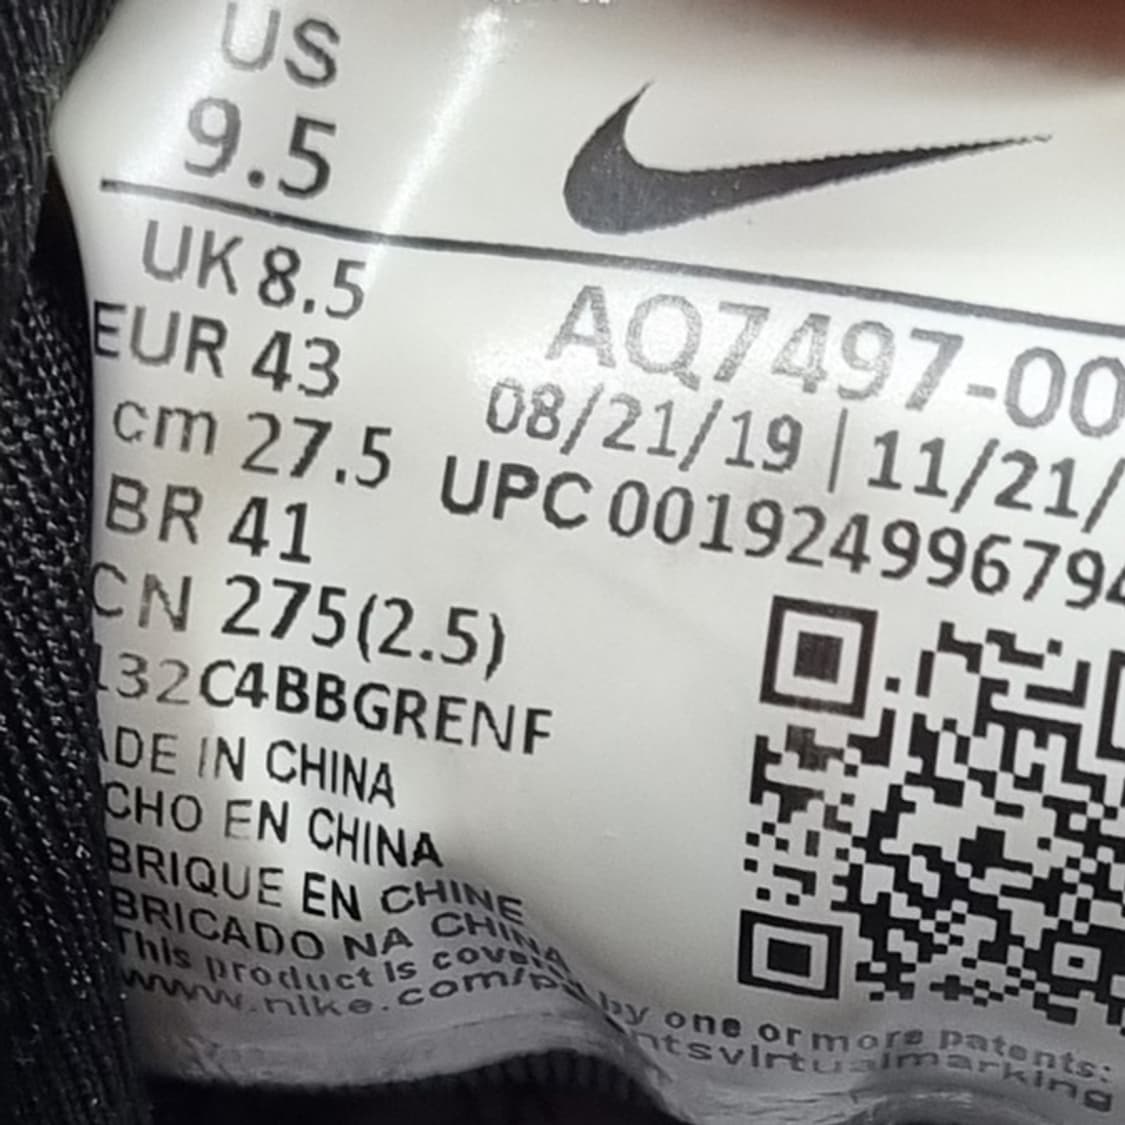 US
9.5
UK 8.5
EUR 43
cm 27.5
BR 41
CN 275(2.5)
132C4BBGRENF
ADE IN CHINA
CHO EN CHINA
BRIQUE EN CHINE
BRICADO NA CHINA
AQ7497-00
08/21/19 | 11/21/
UPC 00192499679
This product is covered by one or more patents:
www.nike.com/patentsvirtualmarking